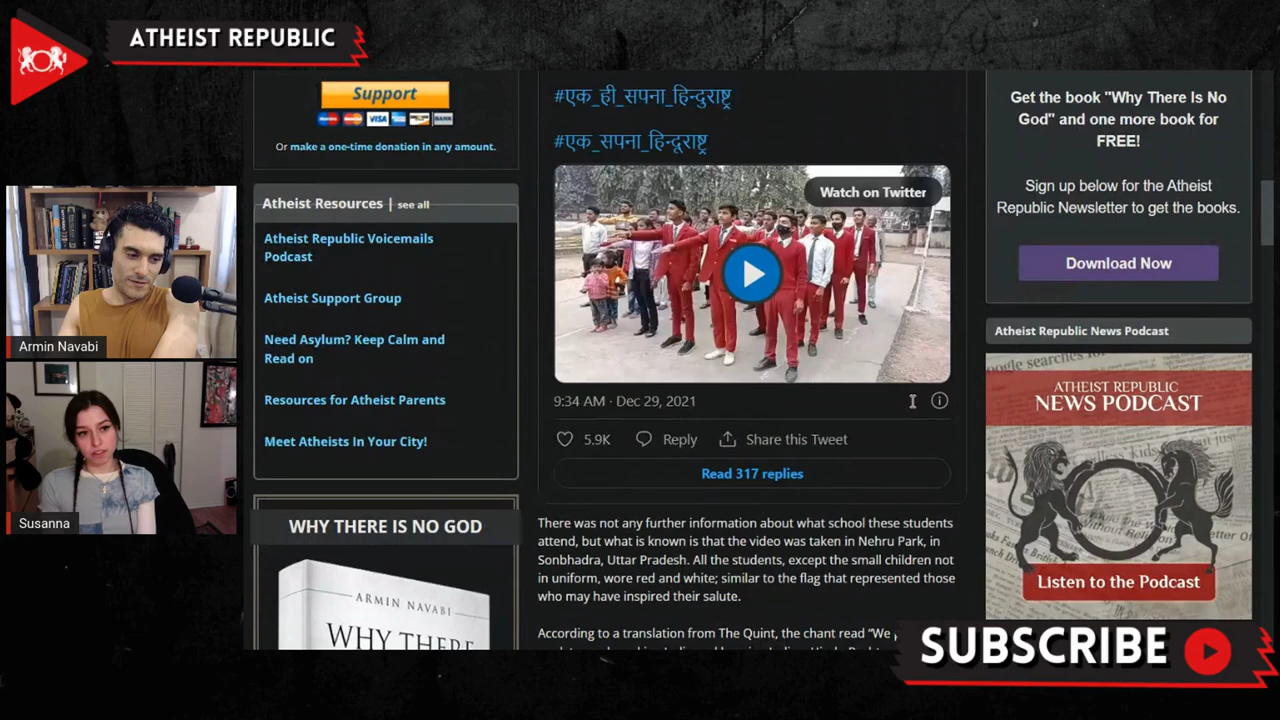 ATHEIST REPUBLIC
Support
VISA
BANK
Or make a one-time donation in any amount.
Atheist Resources | see all
Atheist Republic Voicemails
Podcast
Atheist Support Group
Need Asylum? Keep Calm and
Read on
Resources for Atheist Parents
Meet Atheists In Your City!
WHY THERE IS NO GOD
ARMIN NAVABI
WHY THERE
Armin Navabi
Susanna
#एक_ही_सपना_हिन्दुराष्ट्र
#एक_सपना_हिन्दूराष्ट्र
Watch on Twitter
9:34 AM · Dec 29, 2021
5.9K
Reply
Share this Tweet
Read 317 replies
There was not any further information about what school these students
attend, but what is known is that the video was taken in Nehru Park, in
Sonbhadra, Uttar Pradesh. All the students, except the small children not
in uniform, wore red and white; similar to the flag that represented those
who may have inspired their salute.
According to a translation from The Quint, the chant read “We
Get the book "Why There Is No
God" and one more book for
FREE!
Sign up below for the Atheist
Republic Newsletter to get the books.
Download Now
Atheist Republic News Podcast
ATHEIST REPUBLIC
NEWS PODCAST
Listen to the Podcast
SUBSCRIBE